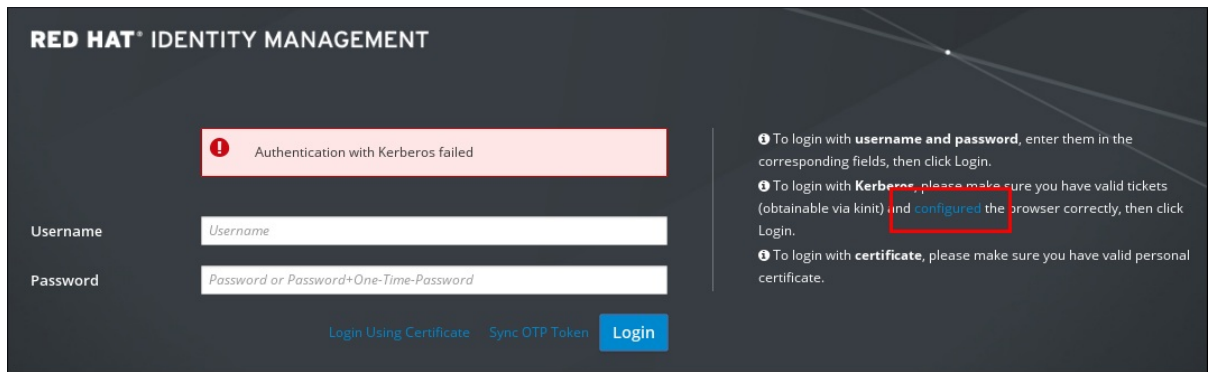 RED HAT® IDENTITY MANAGEMENT
Authentication with Kerberos failed
Username
Username
Password
Password or Password+One-Time-Password
Login Using Certificate Sync OTP Token Login
To login with username and password, enter them in the
corresponding fields, then click Login.
To login with Kerberos, please make sure you have valid tickets
(obtainable via kinit) and configured the browser correctly, then click
Login.
To login with certificate, please make sure you have valid personal
certificate.